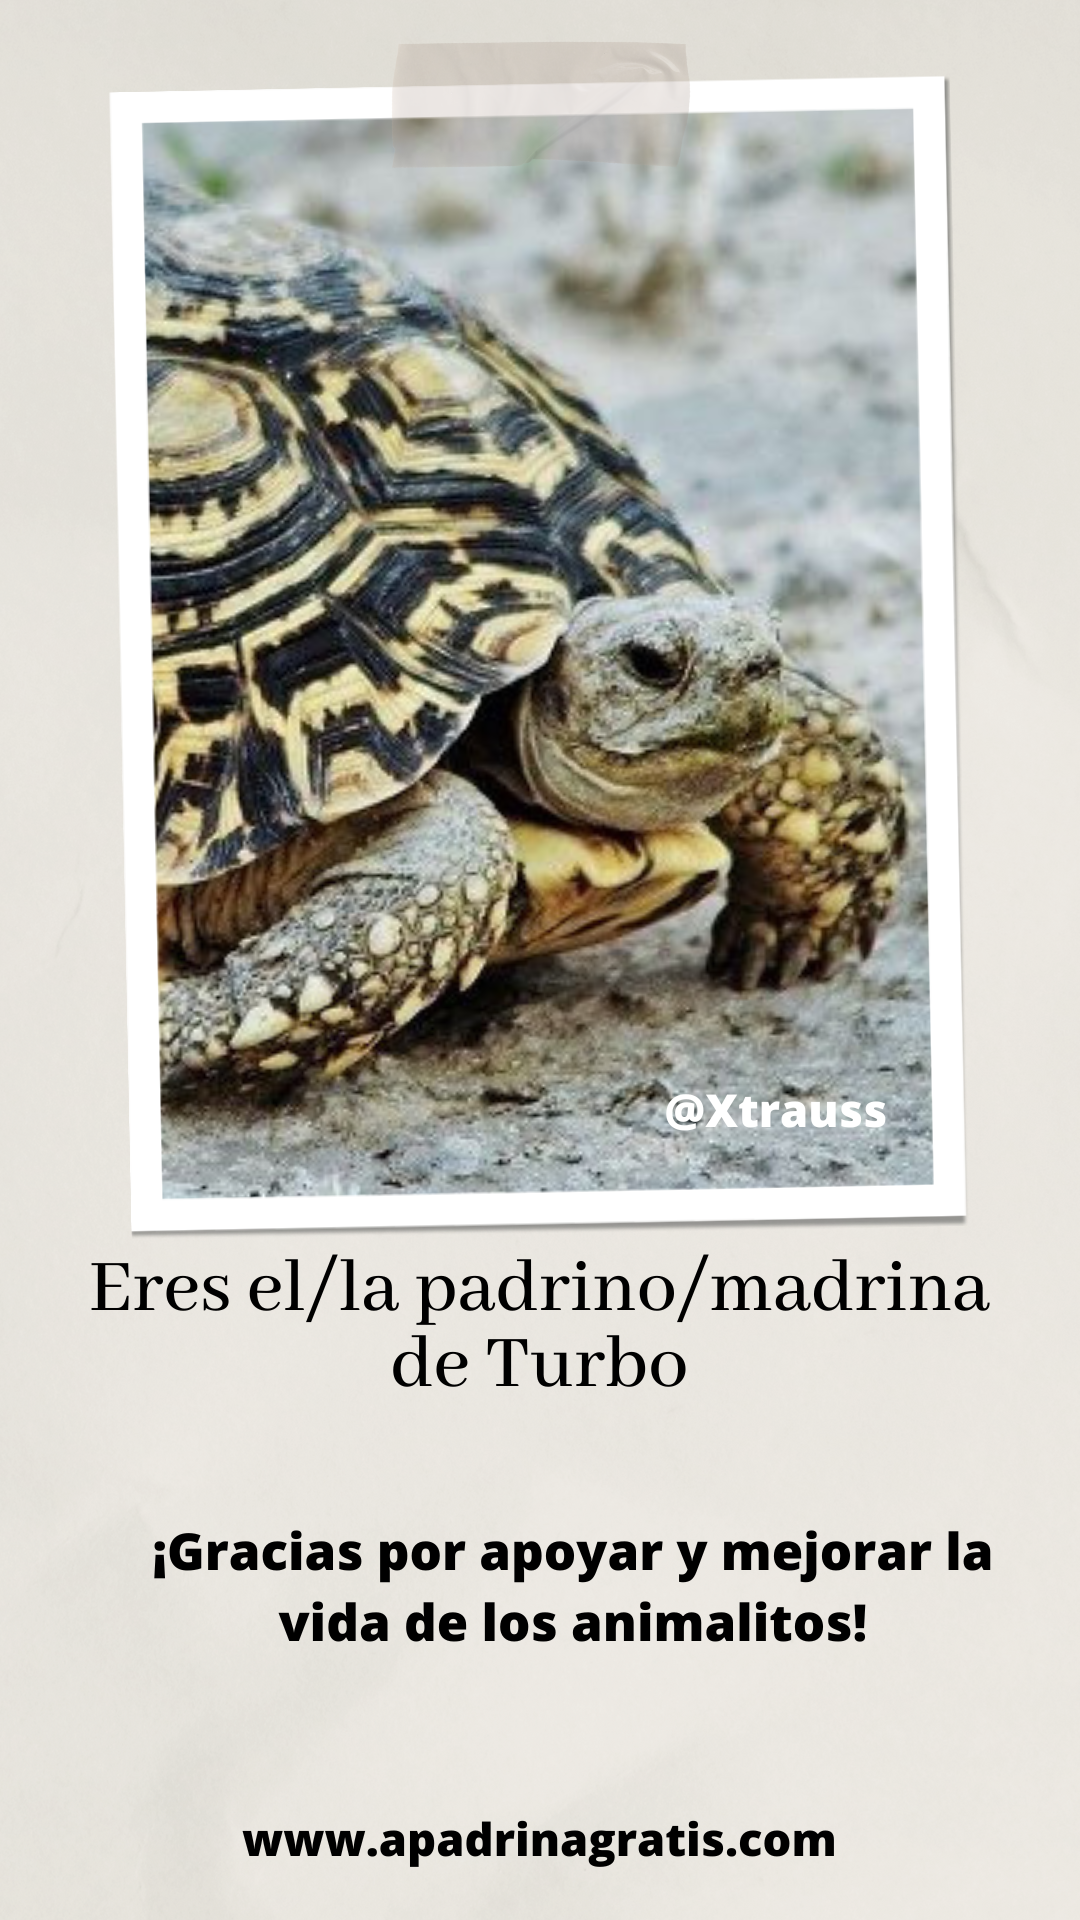 @Xtrauss
Eres el/la padrino/madrina
de Turbo
¡Gracias por apoyar y mejorar la
vida de los animalitos!
www.apadrinagratis.com